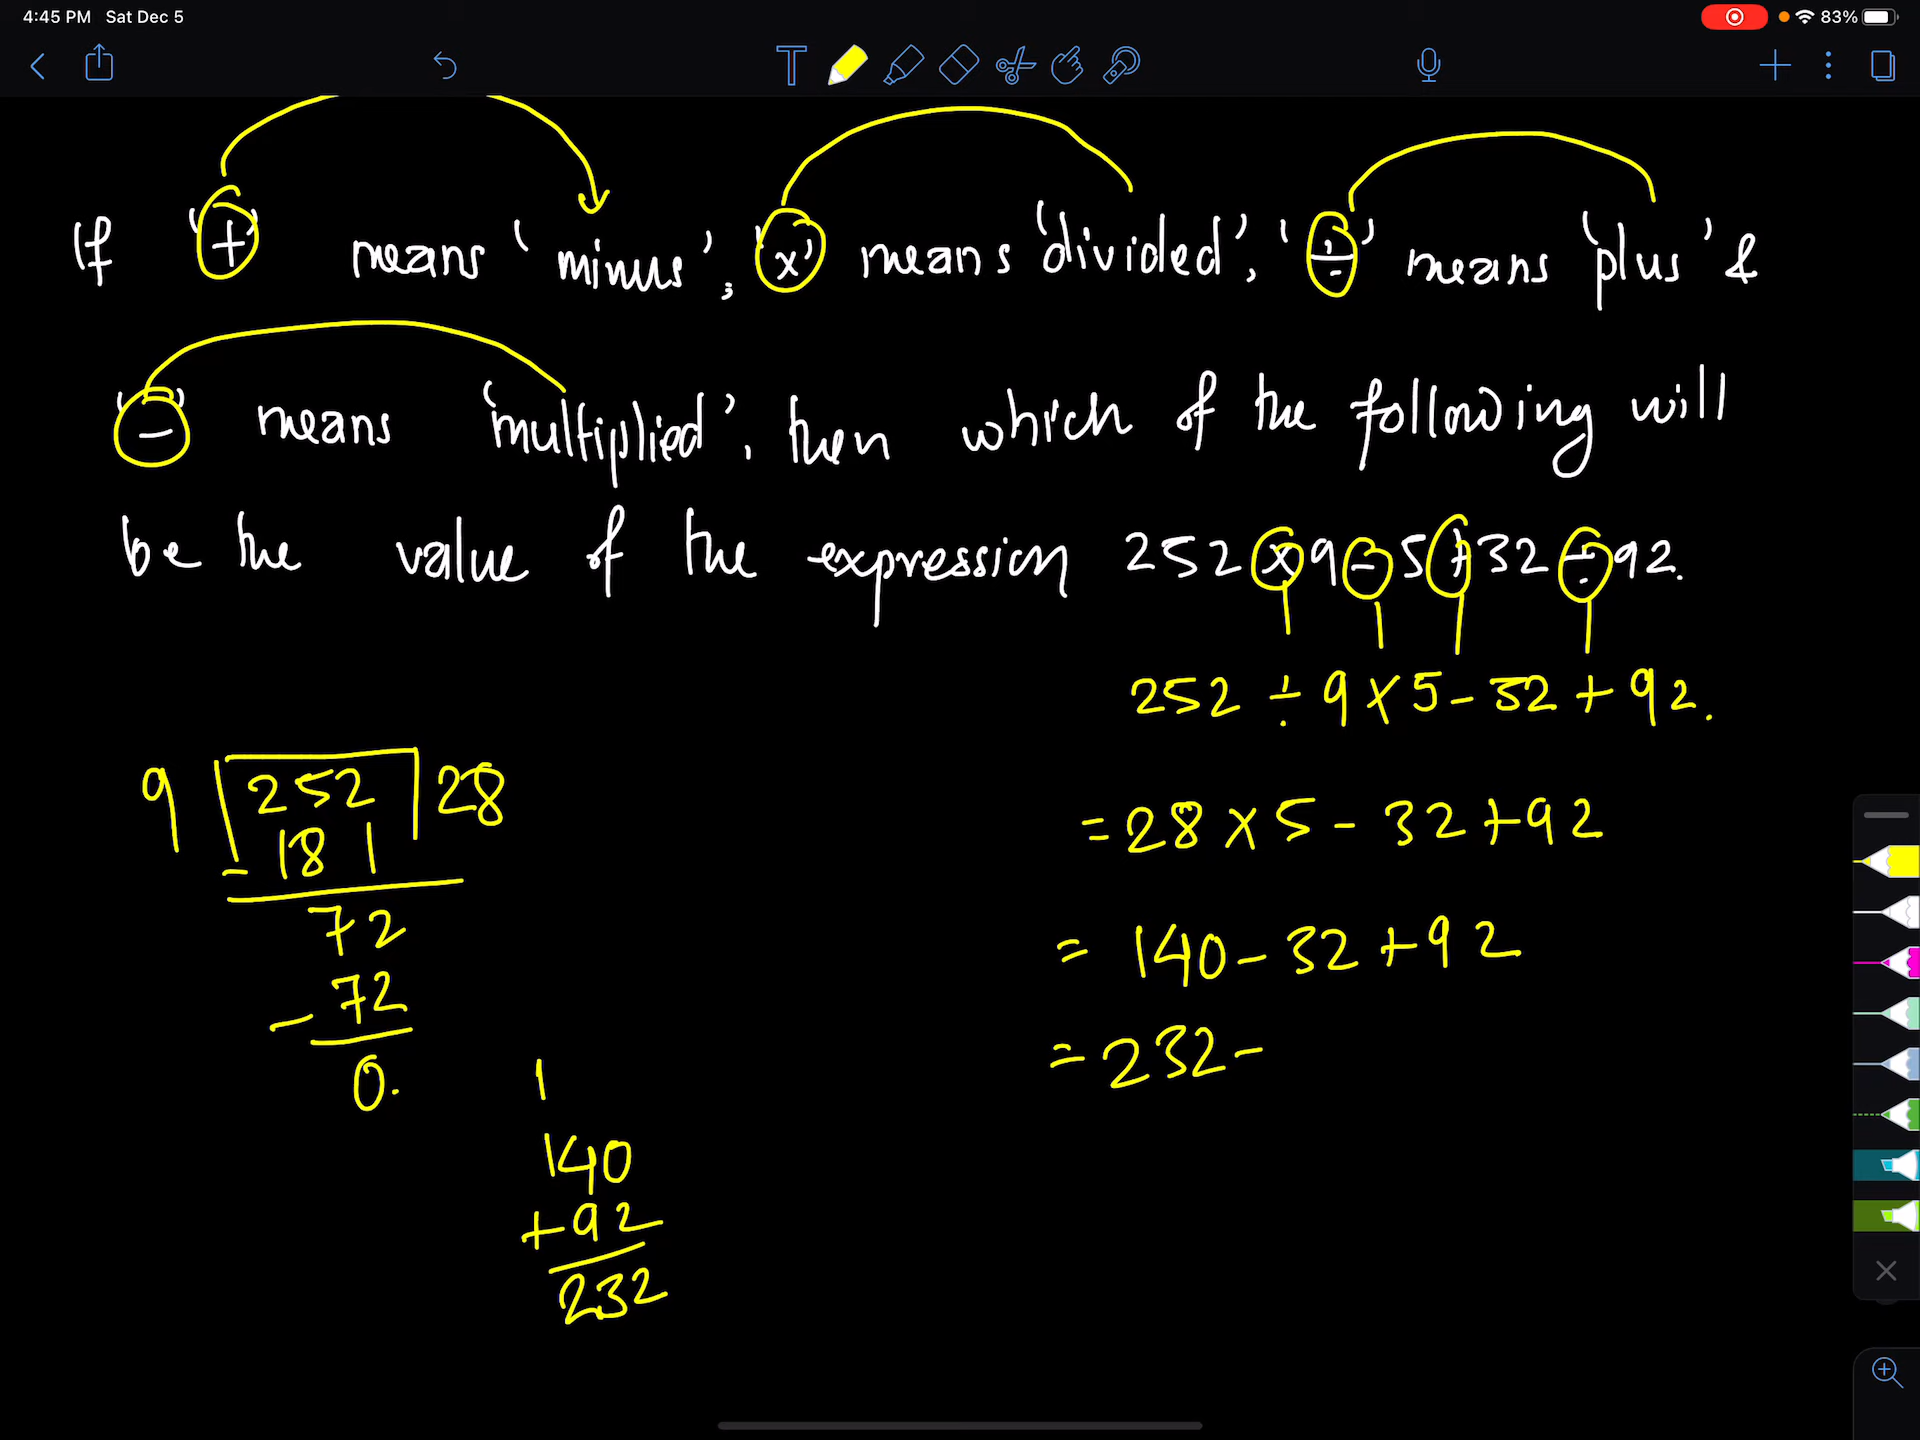 4:45 PM Sat Dec 5
83%
T
If '+' means 'minus', 'x' means 'divided', '÷' means 'plus' &
'-' means 'multiplied', then which of the following will
be the value of the expression 252 x 9 - 5 + 32 ÷ 92.
252 ÷ 9 x 5 - 32 + 92.
9 252 28
- 18↓
72
- 72
0.
= 28 x 5 - 32 + 92
= 140 - 32 + 92
= 232 -
1
140
+ 92
232